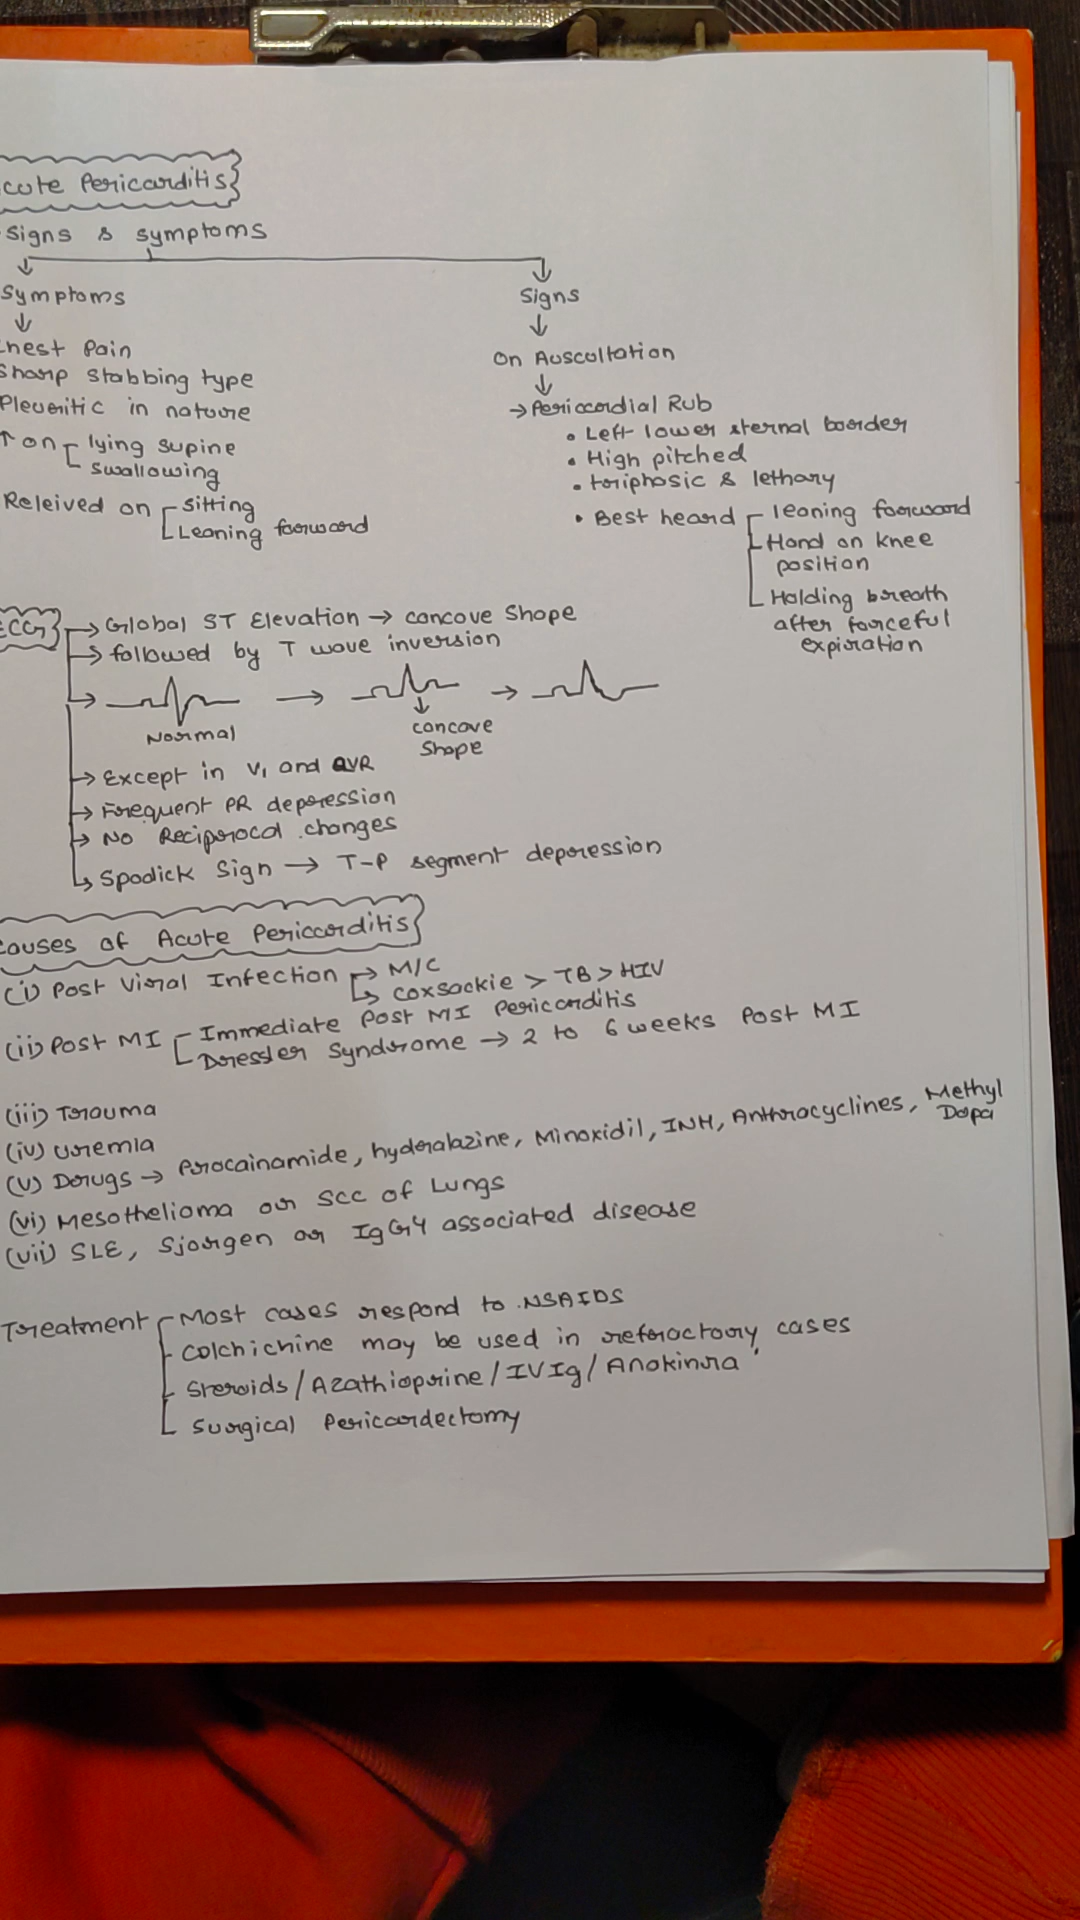 cute Pericarditis
Signs & symptoms
Symptoms
Signs
hest Pain
Sharp stabbing type
Pleuritic in nature
↑ on lying supine
swallowing
Releived on sitting
Leaning forward
On Auscultation
→ Pericardial Rub
• Left lower sternal boarder
• High pitched
• triphasic & lethary
• Best heard leaning forward
Hand on knee
position
Holding breath
after forceful
expiration
ECG → Global ST Elevation → concave Shape
→ followed by T wave inversion
Normal
concave
Shape
→ Except in V1 and aVR
→ Frequent PR depression
→ No Reciprocal changes
→ Spodick Sign → T-P segment depression
causes of Acute Pericarditis
(i) Post Viral Infection → M/C
→ coxsackie > TB > HIV
(ii) Post MI Immediate Post MI Pericarditis
Dressler Syndrome → 2 to 6 weeks Post MI
(iii) Trauma
(iv) uremia
(v) Drugs → Procainamide, hyderalazine, Minoxidil, INH, Anthracyclines, Methyl
Dopa
(vi) Mesothelioma or SCC of Lungs
(vii) SLE, Sjorgen or IgG4 associated disease
Treatment Most cases respond to NSAIDS
colchichine may be used in refractory cases
Steroids / Azathioprine / IVIg / Anakinra
Surgical Pericardectomy